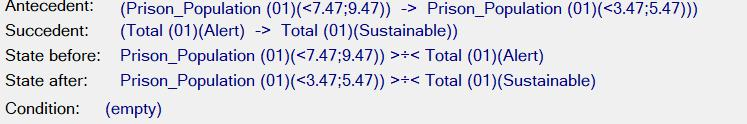 Antecedent: (Prison_Population (01)(<7.47;9.47)) -> Prison_Population (01)(<3.47;5.47)))
Succedent: (Total (01)(Alert) -> Total (01)(Sustainable))
State before: Prison_Population (01)(<7.47;9.47)) >÷< Total (01)(Alert)
State after: Prison_Population (01)(<3.47;5.47)) >÷< Total (01)(Sustainable)
Condition: (empty)